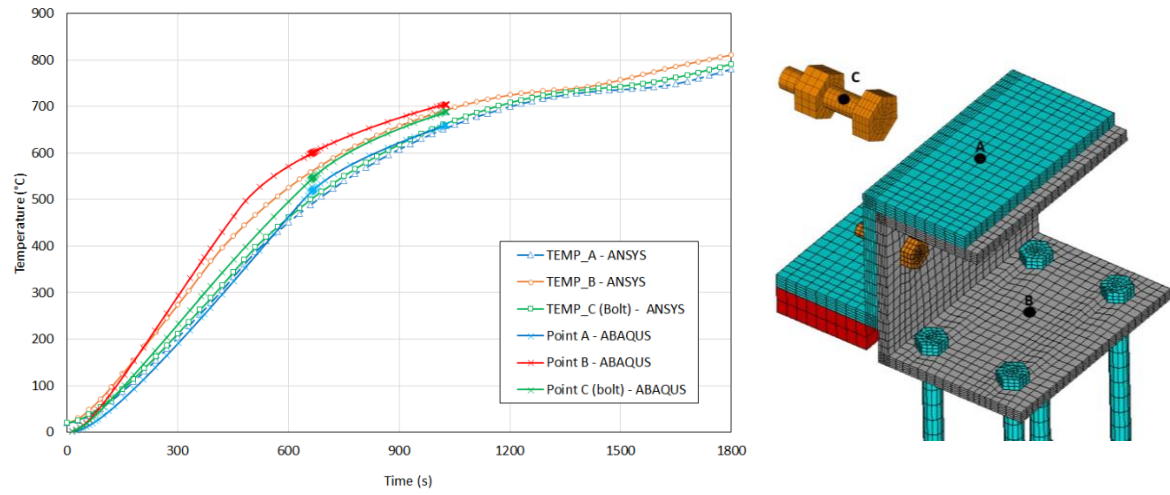 900
800
700
600
500
400
300
200
100
0
Temperature (°C)
0 300 600 900 1200 1500 1800
Time (s)
TEMP_A - ANSYS
TEMP_B - ANSYS
TEMP_C (Bolt) - ANSYS
Point A - ABAQUS
Point B - ABAQUS
Point C (bolt) - ABAQUS
C
A
B